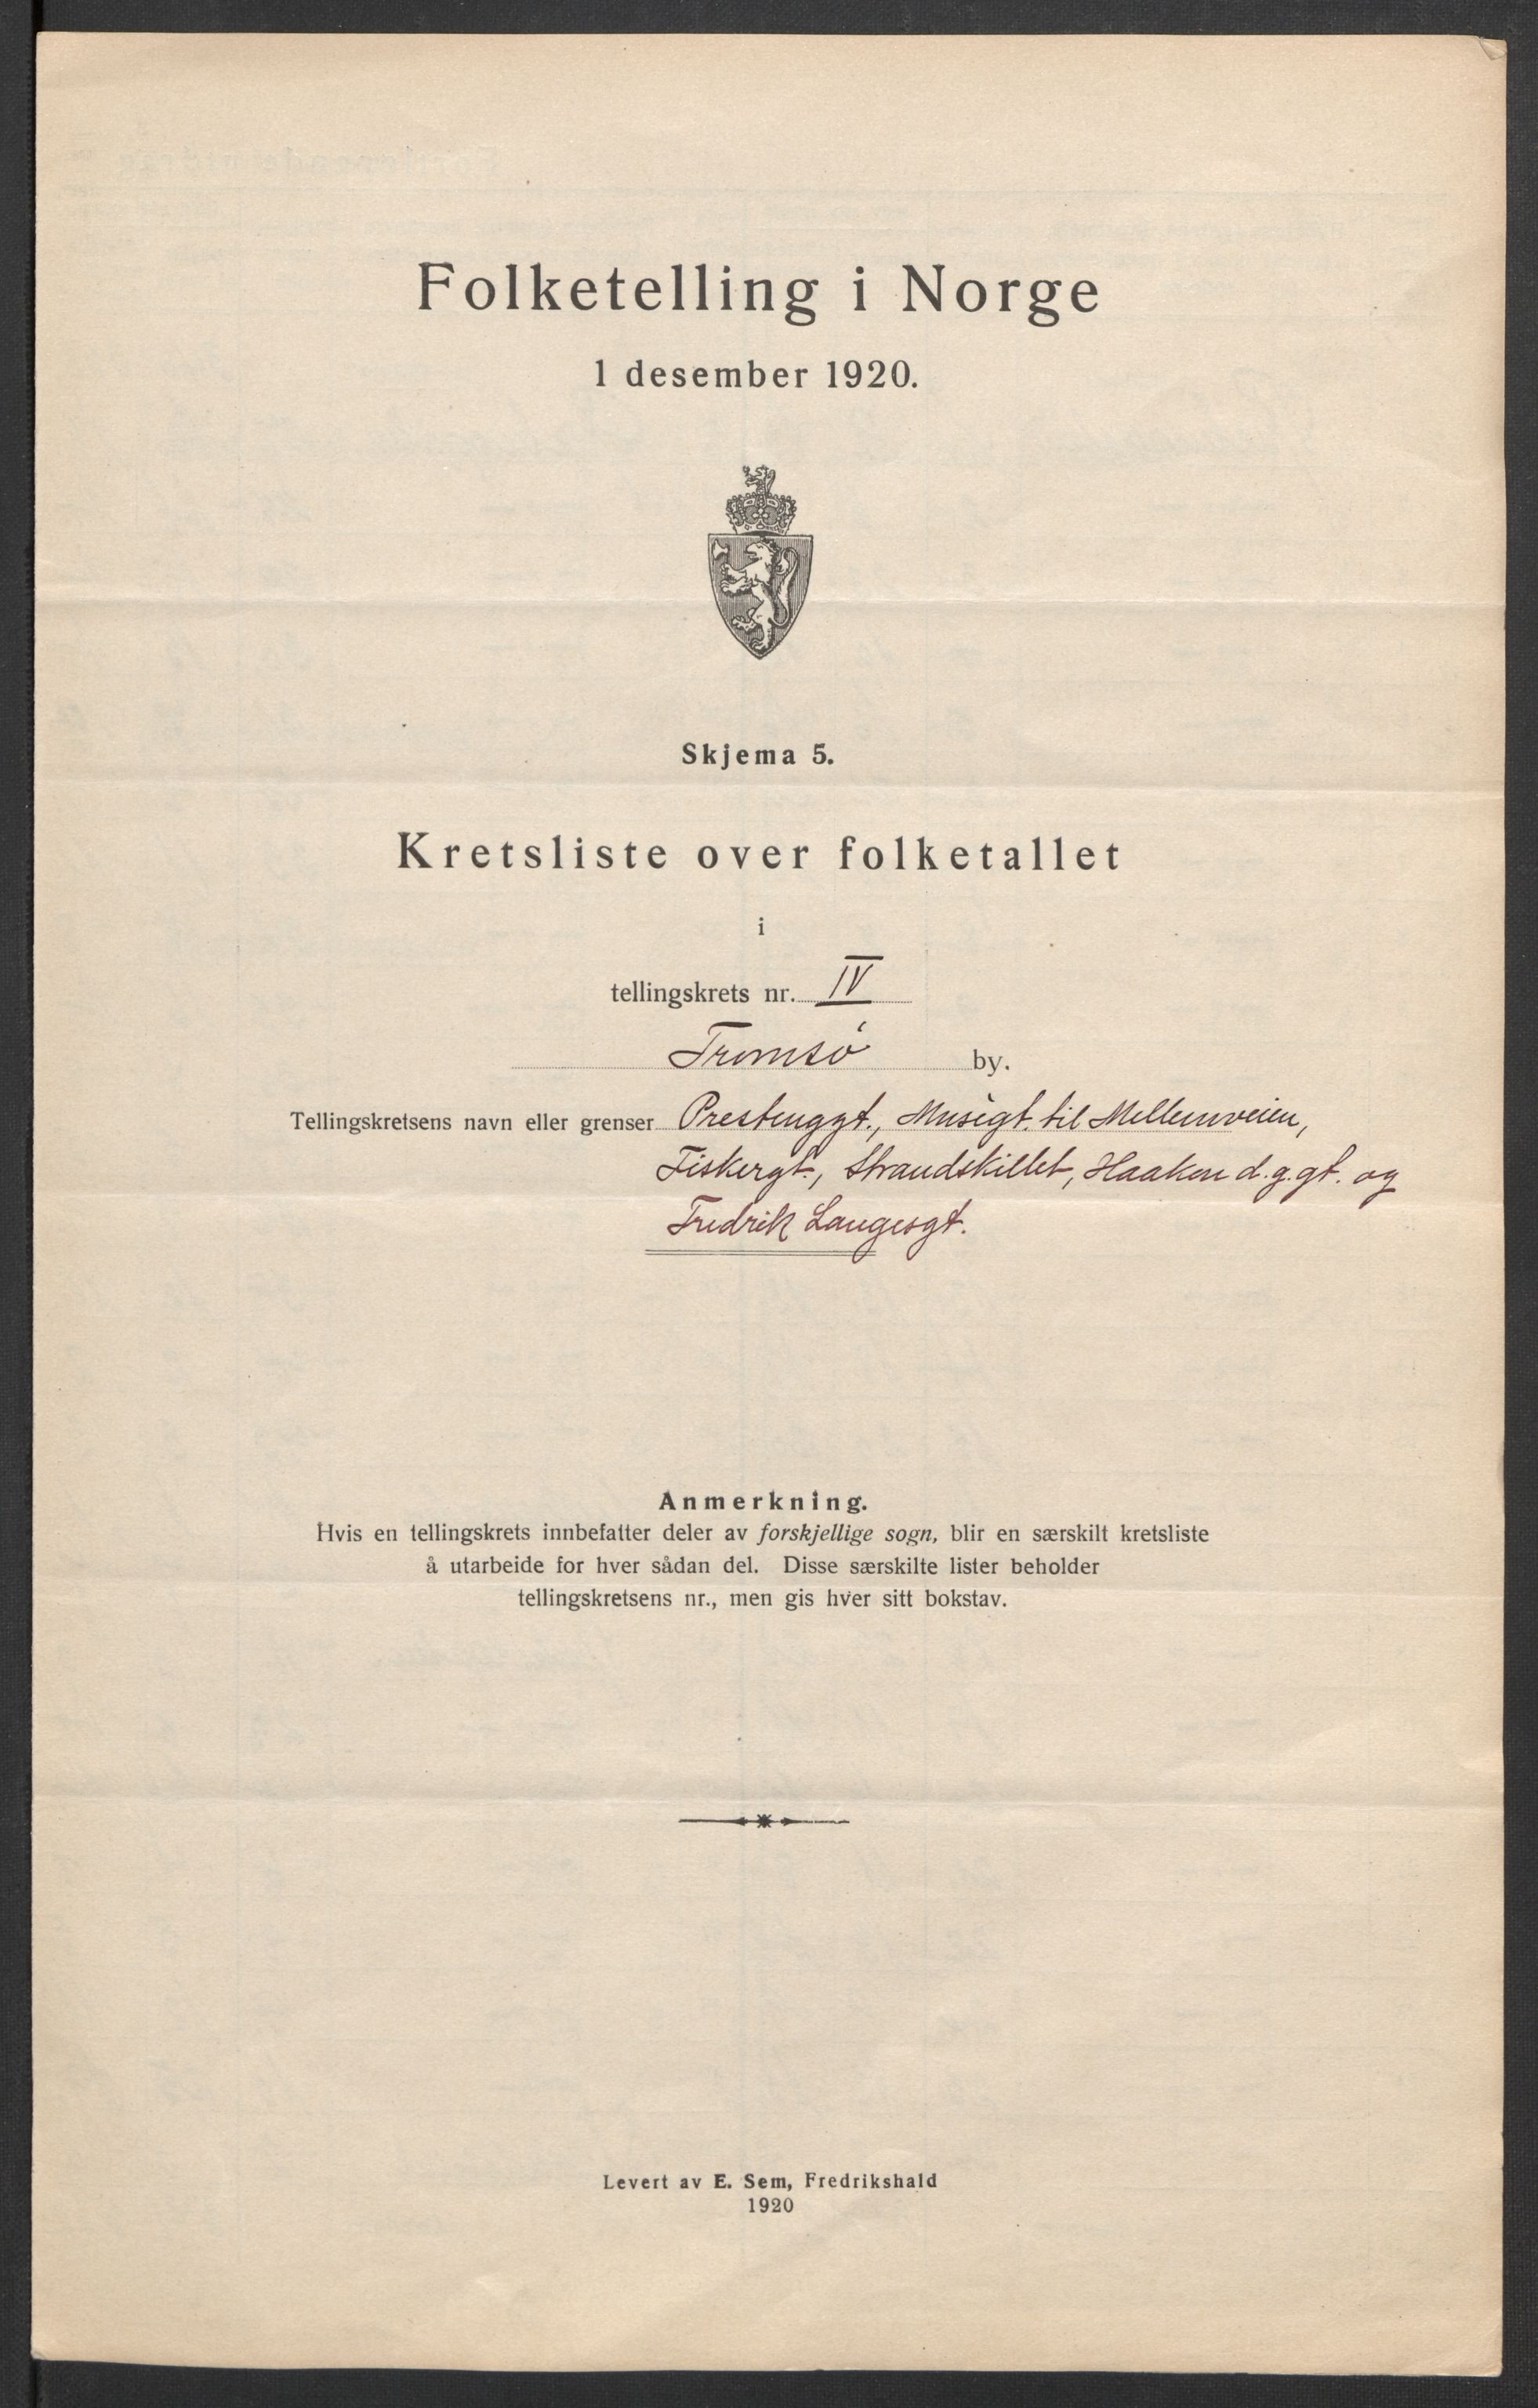 Folketelling i Norge
1 desember 1920.
Skjema 5.
Kretsliste over folketallet
i
tellingskrets nr. IV
Tromsö by.
Tellingskretsens navn eller grenser Prestenggt., Musègt. til Mellemveien,
Fiskergt., Strandskillet, Haakon d.g.gt. og
Fredrik Langesgt.
Anmerkning.
Hvis en tellingskrets innbefatter deler av forskjellige sogn, blir en særskilt kretsliste
å utarbeide for hver sådan del. Disse særskilte lister beholder
tellingskretsens nr., men gis hver sitt bokstav.
Levert av E. Sem, Fredrikshald
1920